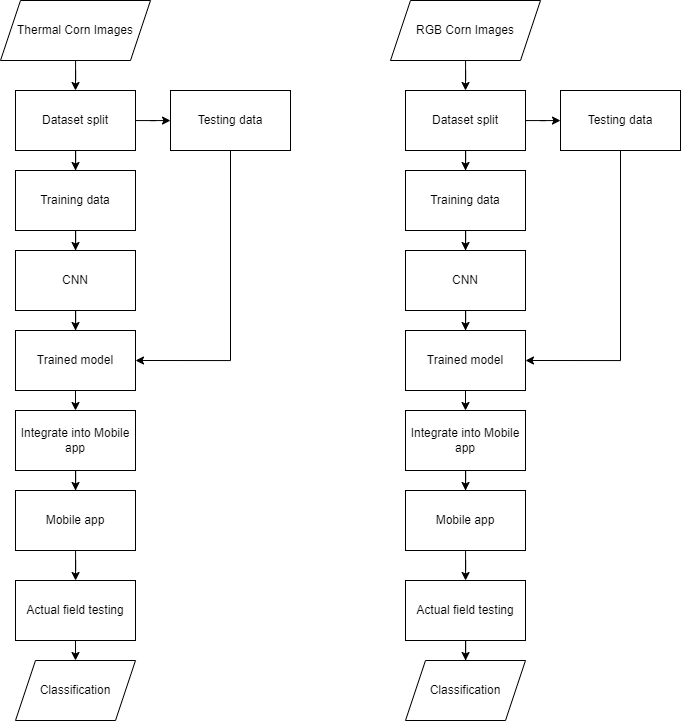 Thermal Corn Images
Dataset split
Testing data
Training data
CNN
Trained model
Integrate into Mobile
app
Mobile app
Actual field testing
Classification
RGB Corn Images
Dataset split
Testing data
Training data
CNN
Trained model
Integrate into Mobile
app
Mobile app
Actual field testing
Classification